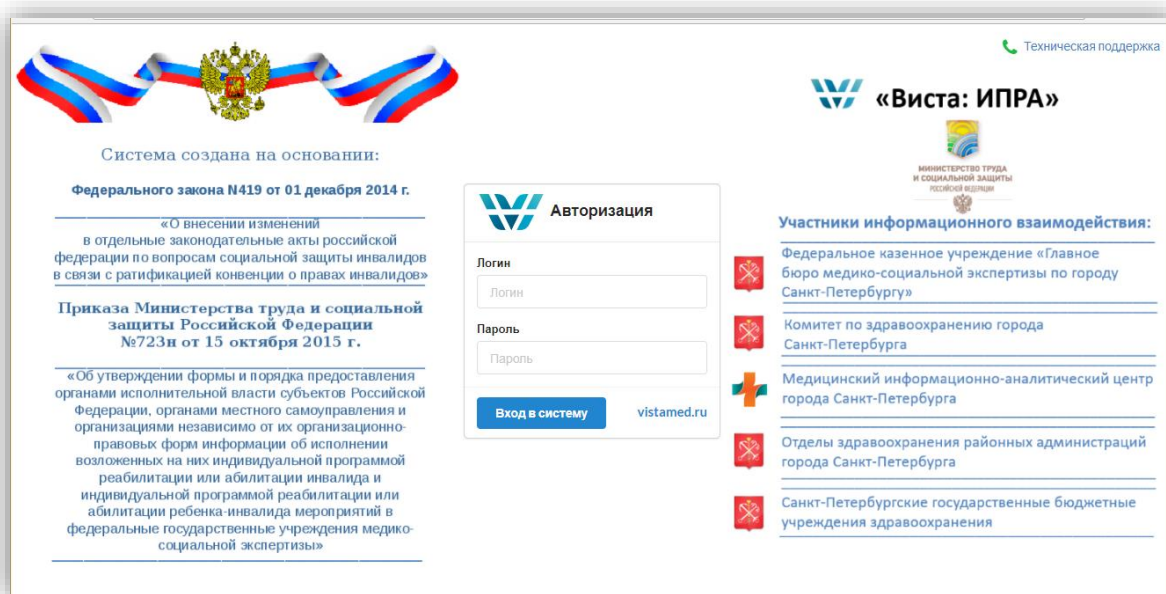 Техническая поддержка
«Виста: ИПРА»
МИНИСТЕРСТВО ТРУДА
И СОЦИАЛЬНОЙ ЗАЩИТЫ
РОССИЙСКОЙ ФЕДЕРАЦИИ
Система создана на основании:
Федерального закона N419 от 01 декабря 2014 г.
«О внесении изменений
в отдельные законодательные акты российской
федерации по вопросам социальной защиты инвалидов
в связи с ратификацией конвенции о правах инвалидов»
Приказа Министерства труда и социальной
защиты Российской Федерации
№723н от 15 октября 2015 г.
«Об утверждении формы и порядка предоставления
органами исполнительной власти субъектов Российской
Федерации, органами местного самоуправления и
организациями независимо от их организационно-
правовых форм информации об исполнении
возложенных на них индивидуальной программой
реабилитации или абилитации инвалида и
индивидуальной программой реабилитации или
абилитации ребенка-инвалида мероприятий в
федеральные государственные учреждения медико-
социальной экспертизы»
Авторизация
Логин
Логин
Пароль
Пароль
Вход в систему
vistamed.ru
Участники информационного взаимодействия:
Федеральное казенное учреждение «Главное
бюро медико-социальной экспертизы по городу
Санкт-Петербургу»
Комитет по здравоохранению города
Санкт-Петербурга
Медицинский информационно-аналитический центр
города Санкт-Петербурга
Отделы здравоохранения районных администраций
города Санкт-Петербурга
Санкт-Петербургские государственные бюджетные
учреждения здравоохранения